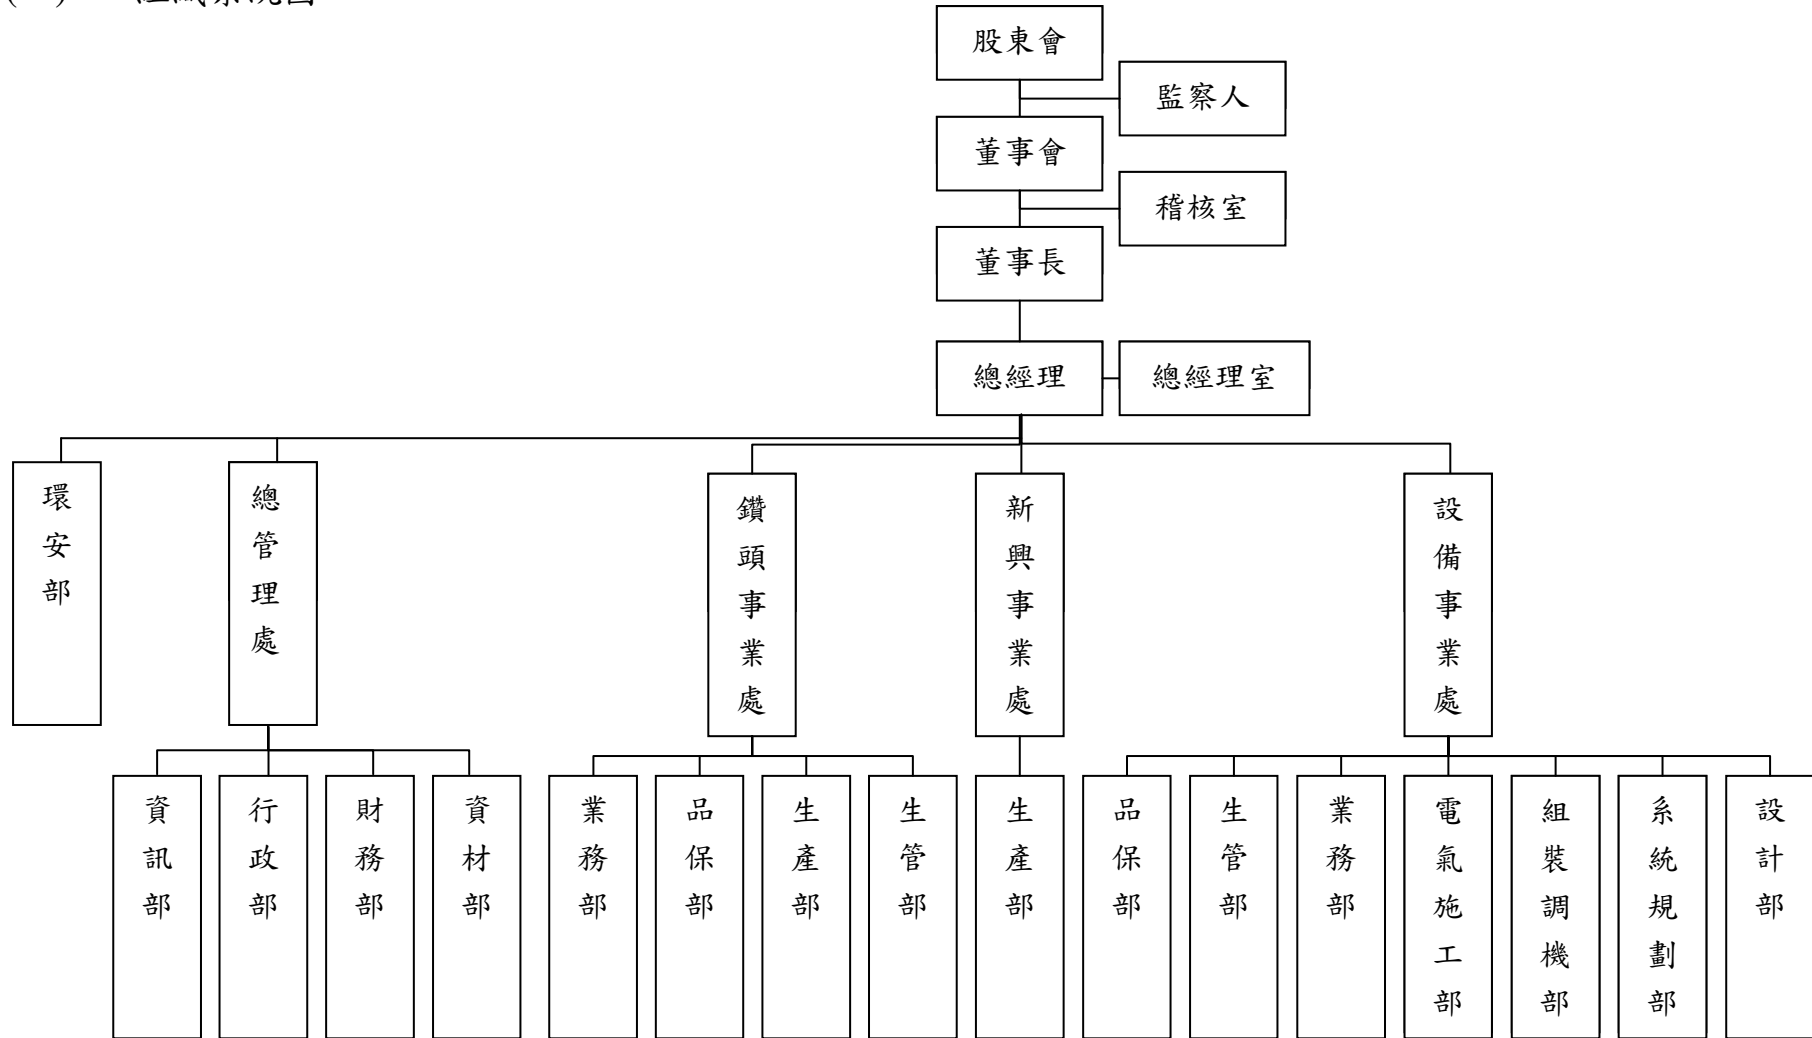 股東會
監察人
董事會
稽核室
董事長
總經理
總經理室
環安部
總管理處
鑽頭事業處
新興事業處
設備事業處
資訊部
行政部
財務部
資材部
業務部
品保部
生產部
生管部
生產部
品保部
生管部
業務部
電氣施工部
組裝調機部
系統規劃部
設計部